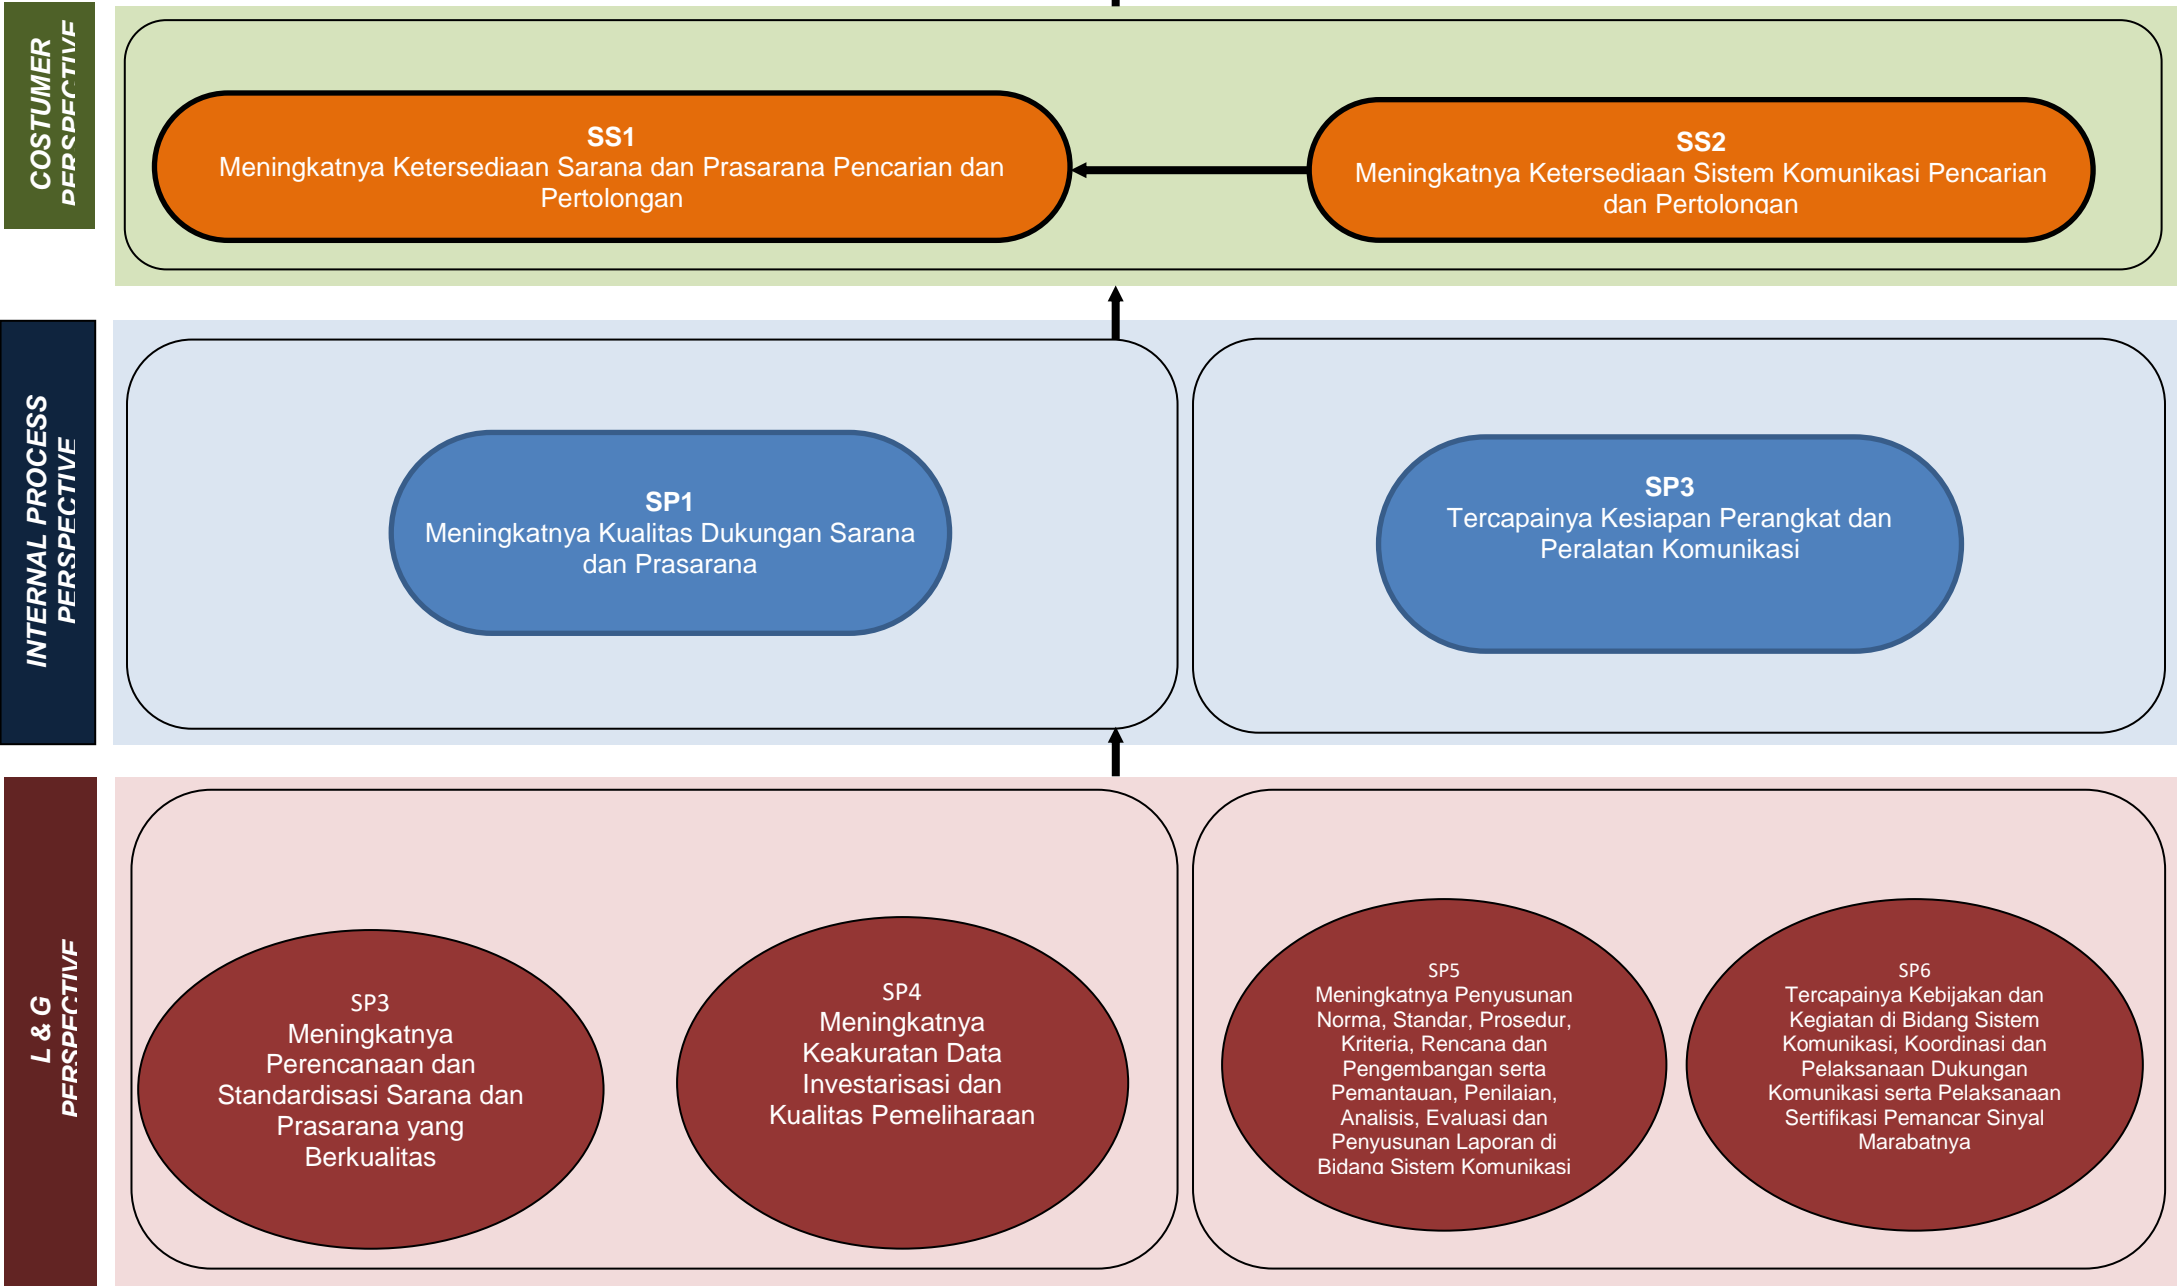 COSTUMER
PERSPECTIVE
SS1
Meningkatnya Ketersediaan Sarana dan Prasarana Pencarian dan
Pertolongan
SS2
Meningkatnya Ketersediaan Sistem Komunikasi Pencarian
dan Pertolongan
INTERNAL PROCESS
PERSPECTIVE
SP1
Meningkatnya Kualitas Dukungan Sarana
dan Prasarana
SP3
Tercapainya Kesiapan Perangkat dan
Peralatan Komunikasi
L & G
PERSPECTIVE
SP3
Meningkatnya
Perencanaan dan
Standardisasi Sarana dan
Prasarana yang
Berkualitas
SP4
Meningkatnya
Keakuratan Data
Investarisasi dan
Kualitas Pemeliharaan
SP5
Meningkatnya Penyusunan
Norma, Standar, Prosedur,
Kriteria, Rencana dan
Pengembangan serta
Pemantauan, Penilaian,
Analisis, Evaluasi dan
Penyusunan Laporan di
Bidang Sistem Komunikasi
SP6
Tercapainya Kebijakan dan
Kegiatan di Bidang Sistem
Komunikasi, Koordinasi dan
Pelaksanaan Dukungan
Komunikasi serta Pelaksanaan
Sertifikasi Pemancar Sinyal
Marabatnya